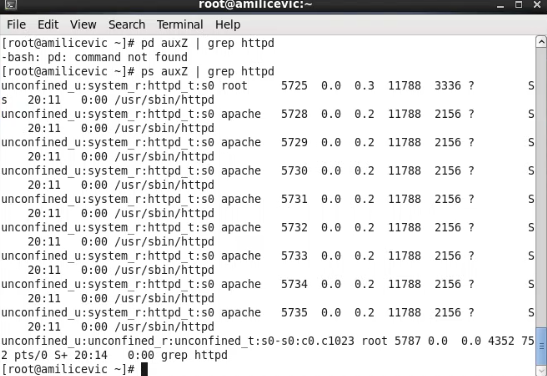 root@amilicevic:~
File Edit View Search Terminal Help
[root@amilicevic ~]# pd auxZ | grep httpd
-bash: pd: command not found
[root@amilicevic ~]# ps auxZ | grep httpd
unconfined_u:system_r:httpd_t:s0 root 5725 0.0 0.3 11788 3336 ? S
s 20:11 0:00 /usr/sbin/httpd
unconfined_u:system_r:httpd_t:s0 apache 5728 0.0 0.2 11788 2156 ? S
20:11 0:00 /usr/sbin/httpd
unconfined_u:system_r:httpd_t:s0 apache 5729 0.0 0.2 11788 2156 ? S
20:11 0:00 /usr/sbin/httpd
unconfined_u:system_r:httpd_t:s0 apache 5730 0.0 0.2 11788 2156 ? S
20:11 0:00 /usr/sbin/httpd
unconfined_u:system_r:httpd_t:s0 apache 5731 0.0 0.2 11788 2156 ? S
20:11 0:00 /usr/sbin/httpd
unconfined_u:system_r:httpd_t:s0 apache 5732 0.0 0.2 11788 2156 ? S
20:11 0:00 /usr/sbin/httpd
unconfined_u:system_r:httpd_t:s0 apache 5733 0.0 0.2 11788 2156 ? S
20:11 0:00 /usr/sbin/httpd
unconfined_u:system_r:httpd_t:s0 apache 5734 0.0 0.2 11788 2156 ? S
20:11 0:00 /usr/sbin/httpd
unconfined_u:system_r:httpd_t:s0 apache 5735 0.0 0.2 11788 2156 ? S
20:11 0:00 /usr/sbin/httpd
unconfined_u:unconfined_r:unconfined_t:s0-s0:c0.c1023 root 5787 0.0 0.0 4352 75
2 pts/0 S+ 20:14 0:00 grep httpd
[root@amilicevic ~]#